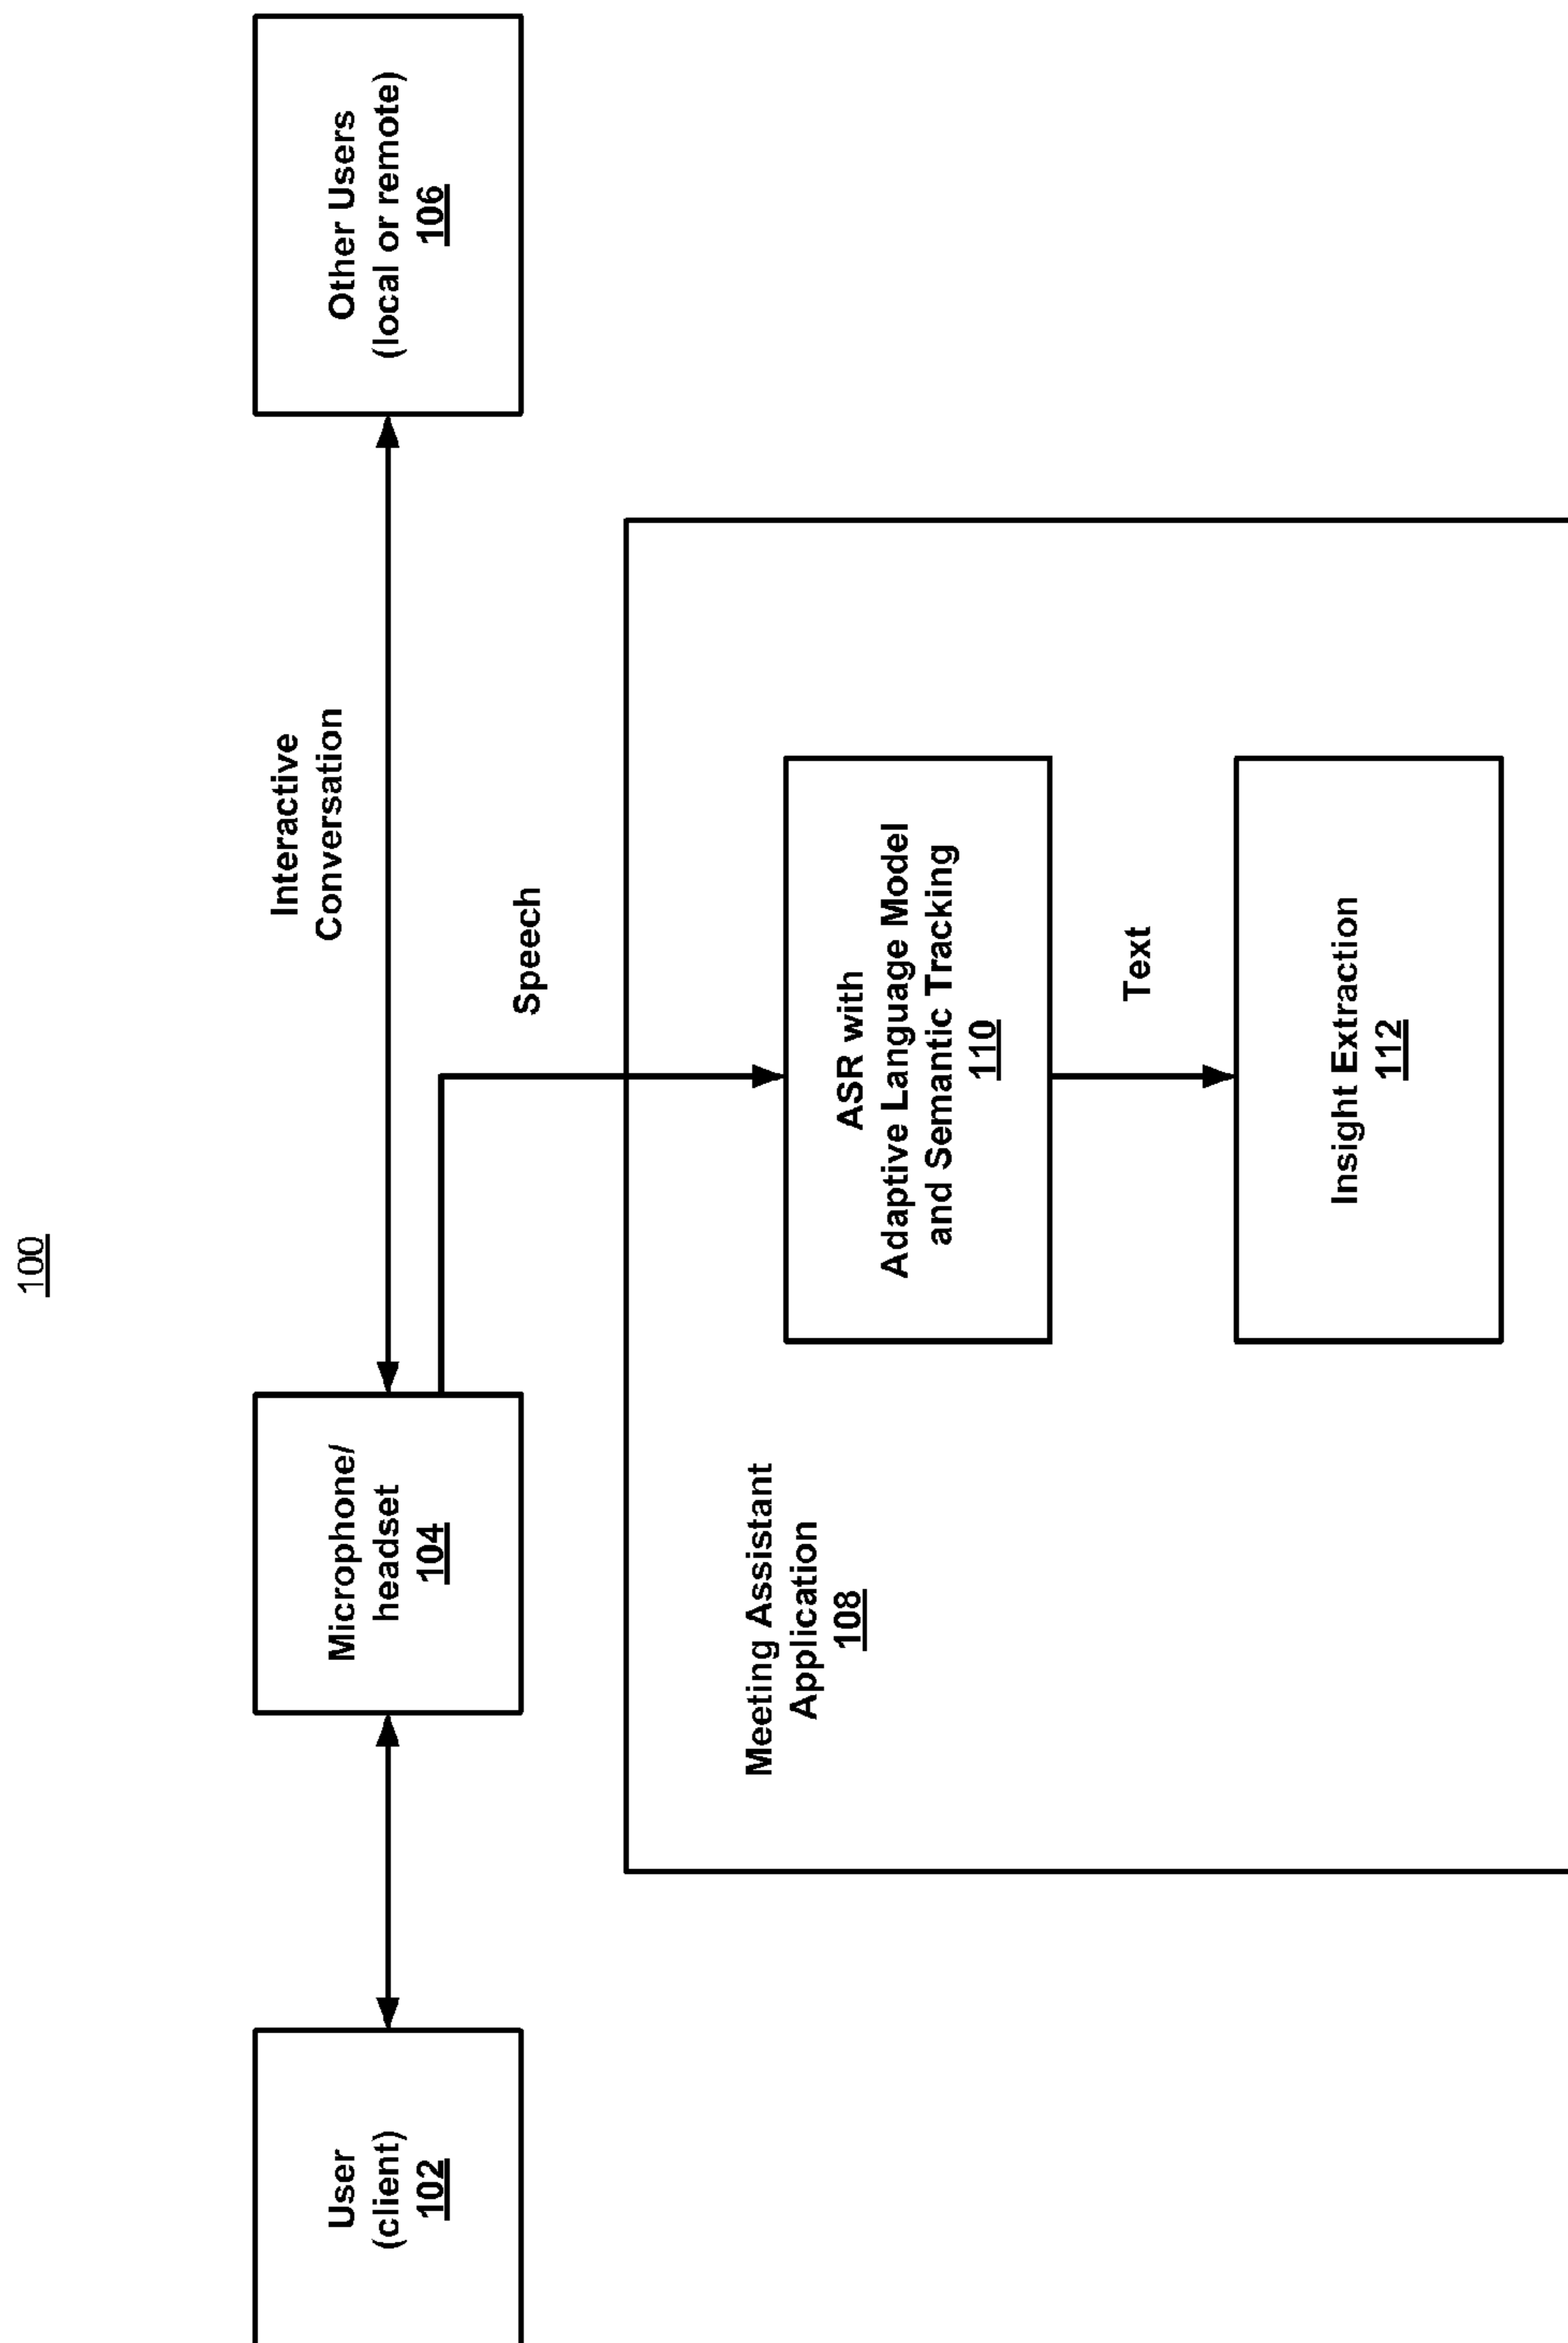 100
User
(client)
102
Microphone/
headset
104
Interactive
Conversation
Other Users
(local or remote)
106
Speech
Meeting Assistant
Application
108
ASR with
Adaptive Language Model
and Semantic Tracking
110
Text
Insight Extraction
112